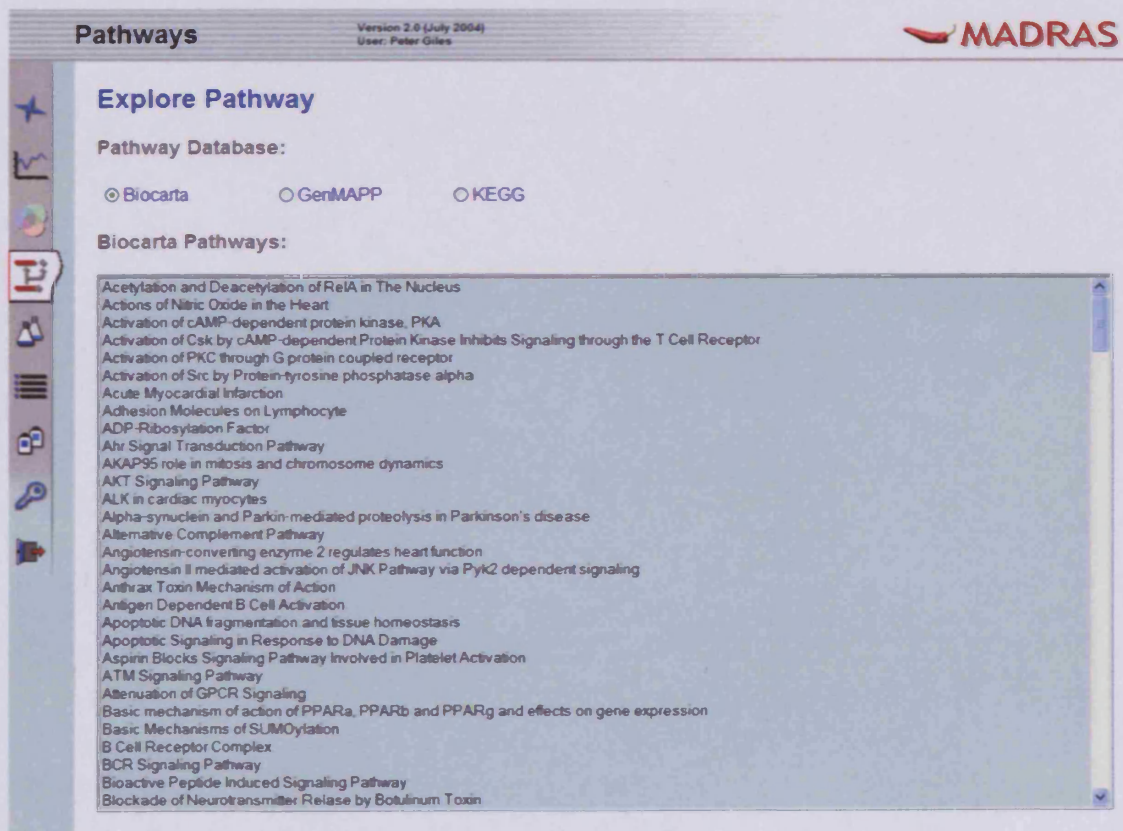 Pathways
Version 2.0 (July 2004)
User: Peter Giles
MADRAS
Explore Pathway
Pathway Database:
Biocarta GenMAPP KEGG
Biocarta Pathways:
Acetylation and Deacetylation of RelA in The Nucleus
Actions of Nitric Oxide in the Heart
Activation of cAMP-dependent protein kinase, PKA
Activation of Csk by cAMP-dependent Protein Kinase Inhibits Signaling through the T Cell Receptor
Activation of PKC through G protein coupled receptor
Activation of Src by Protein-tyrosine phosphatase alpha
Acute Myocardial Infarction
Adhesion Molecules on Lymphocyte
ADP-Ribosylation Factor
Ahr Signal Transduction Pathway
AKAP95 role in mitosis and chromosome dynamics
AKT Signaling Pathway
ALK in cardiac myocytes
Alpha-synuclein and Parkin-mediated proteolysis in Parkinson's disease
Alternative Complement Pathway
Angiotensin-converting enzyme 2 regulates heart function
Angiotensin II mediated activation of JNK Pathway via Pyk2 dependent signaling
Anthrax Toxin Mechanism of Action
Antigen Dependent B Cell Activation
Apoptotic DNA fragmentation and tissue homeostasis
Apoptotic Signaling in Response to DNA Damage
Aspirin Blocks Signaling Pathway Involved in Platelet Activation
ATM Signaling Pathway
Attenuation of GPCR Signaling
Basic mechanism of action of PPARa, PPARb and PPARg and effects on gene expression
Basic Mechanisms of SUMOylation
B Cell Receptor Complex
BCR Signaling Pathway
Bioactive Peptide Induced Signaling Pathway
Blockade of Neurotransmitter Relase by Botulinum Toxin